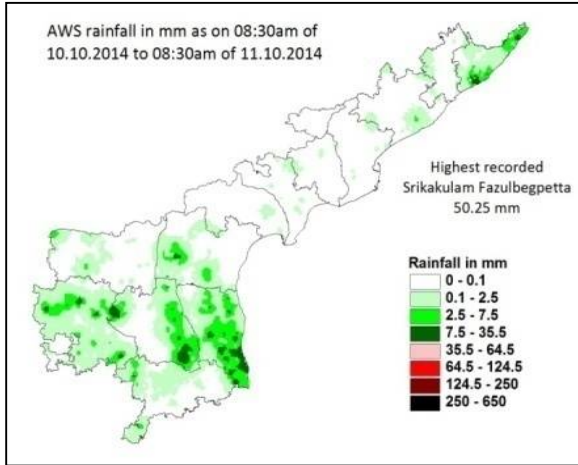 AWS rainfall in mm as on 08:30am of
10.10.2014 to 08:30am of 11.10.2014
Highest recorded
Srikakulam Fazulbegpetta
50.25 mm
Rainfall in mm
0 - 0.1
0.1 - 2.5
2.5 - 7.5
7.5 - 35.5
35.5 - 64.5
64.5 - 124.5
124.5 - 250
250 - 650